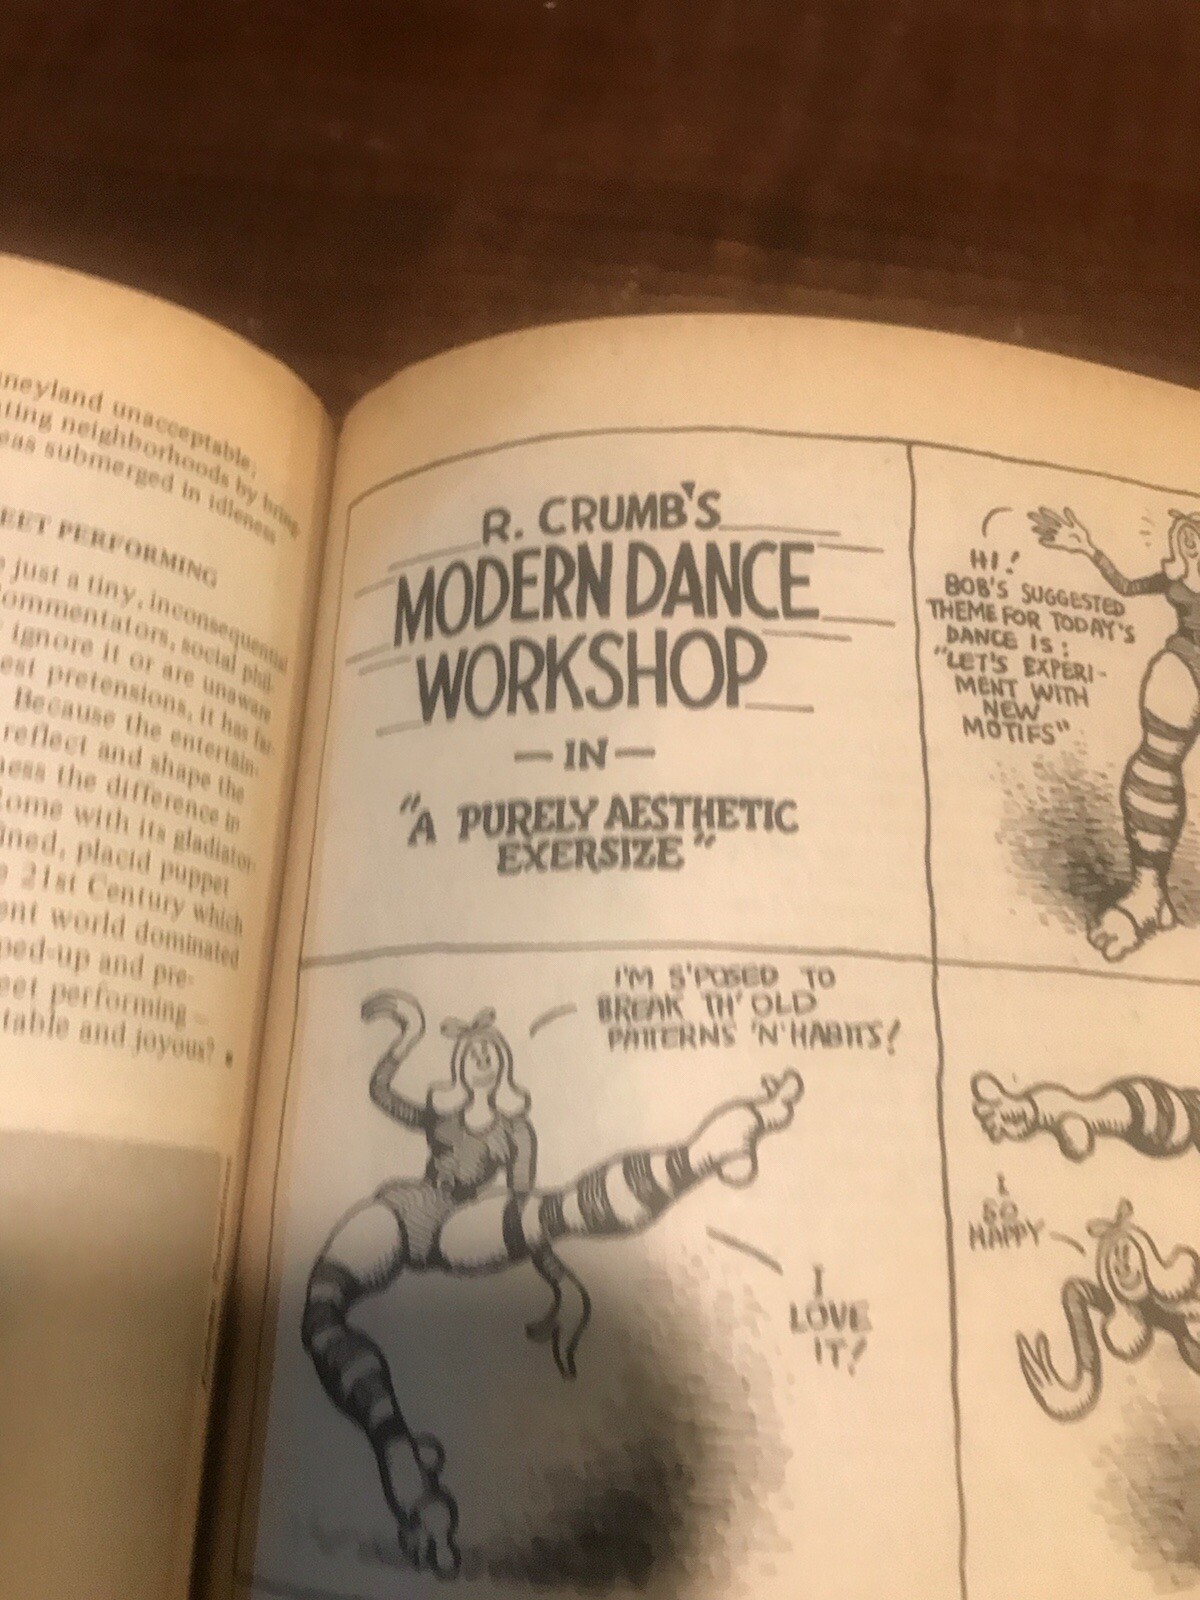 neyland unacceptable,
ting neighborhoods by bring
eas submerged in idleness
EET PERFORMING
just a tiny, inconsequential
ommentators, social phil-
ignore it or are unaware
est pretensions, it has far-
Because the entertain-
reflect and shape the
ness the difference in
ome with its gladiator-
ined, placid puppet
21st Century which
ent world dominated
ped-up and pre-
eet performing –
table and joyous?
R. CRUMB'S
MODERN DANCE
WORKSHOP
— IN —
"A PURELY AESTHETIC
EXERSIZE"
HI!
BOB'S SUGGESTED
THEME FOR TODAY'S
DANCE IS:
"LET'S EXPERI-
MENT WITH
NEW
MOTIFS"
I'M S'POSED TO
BREAK TH' OLD
PATTERNS 'N' HABITS!
I
LOVE
IT!
I
SO
HAPPY